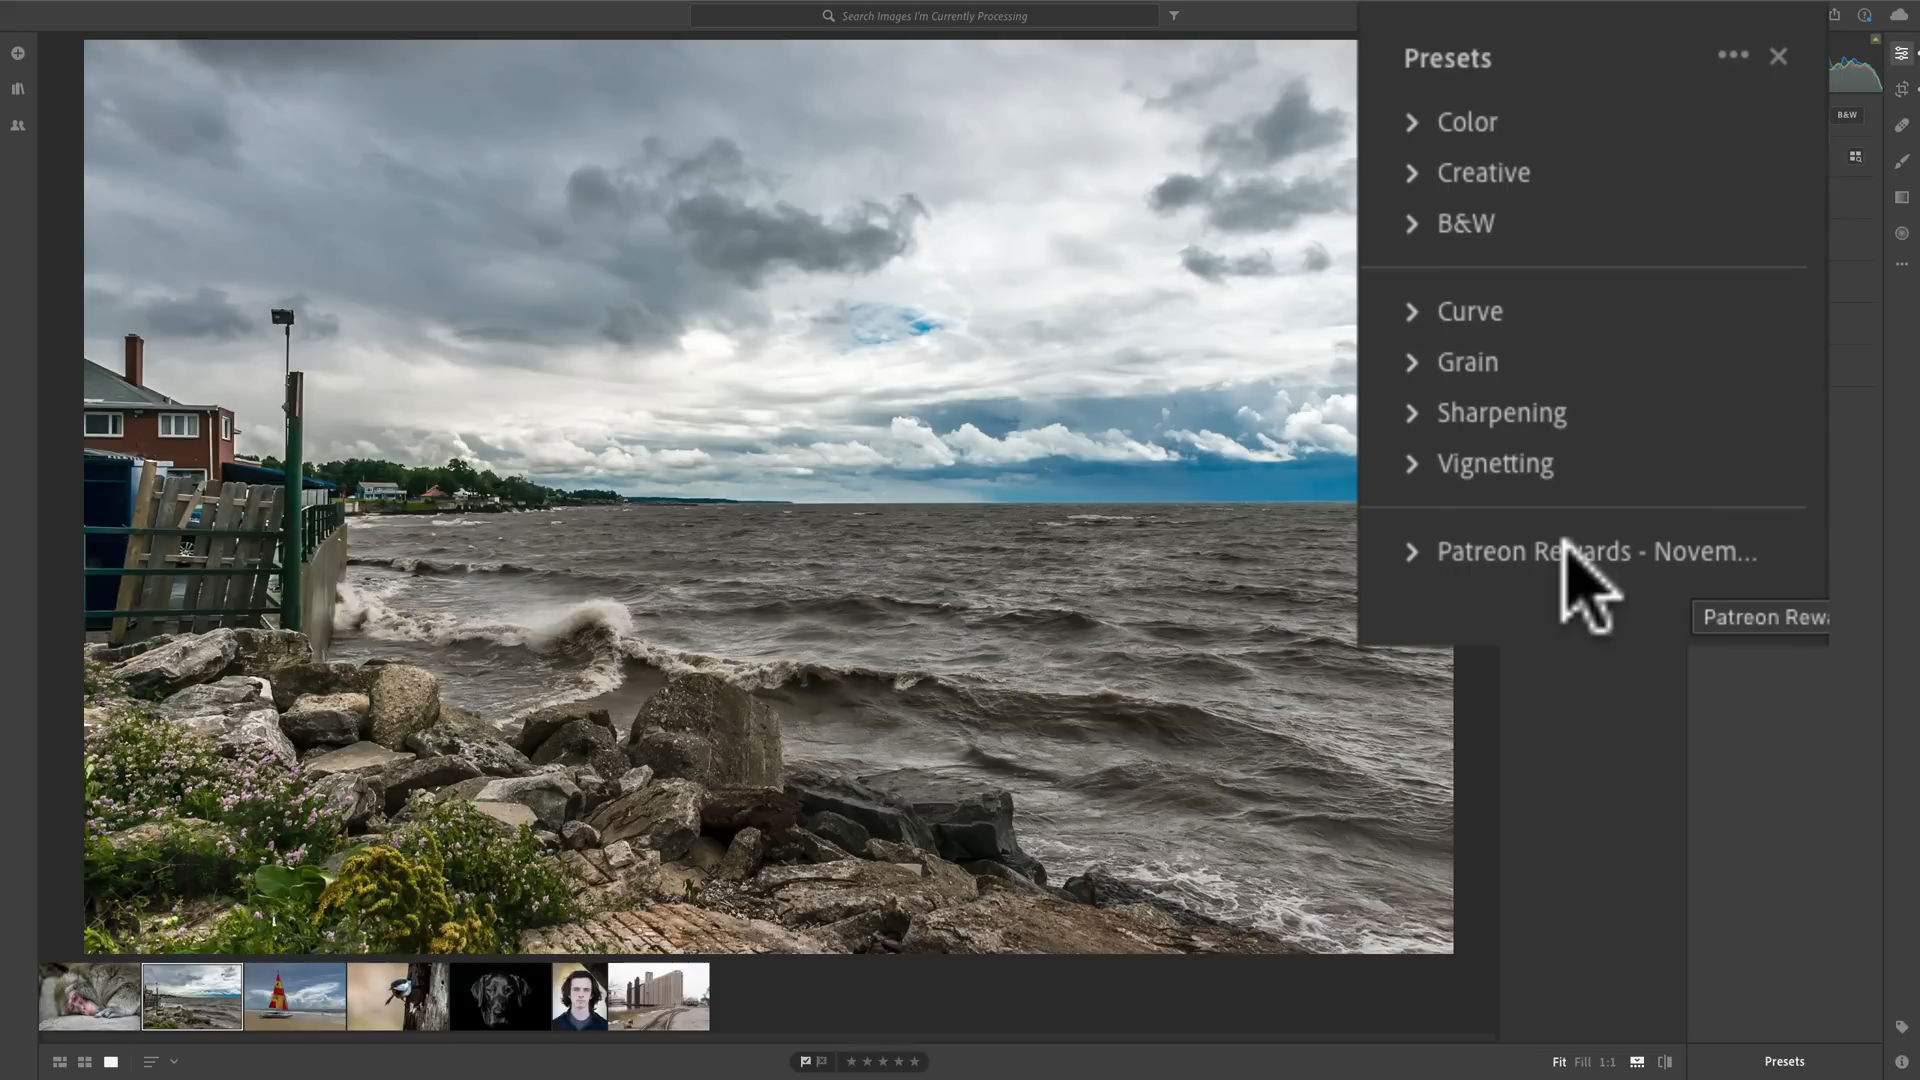 Search Images I'm Currently Processing
Presets
Color
Creative
B&W
Curve
Grain
Sharpening
Vignetting
Patreon Rewards - Novem...
Patreon Rewa
B&W
Fit Fill 1:1
Presets